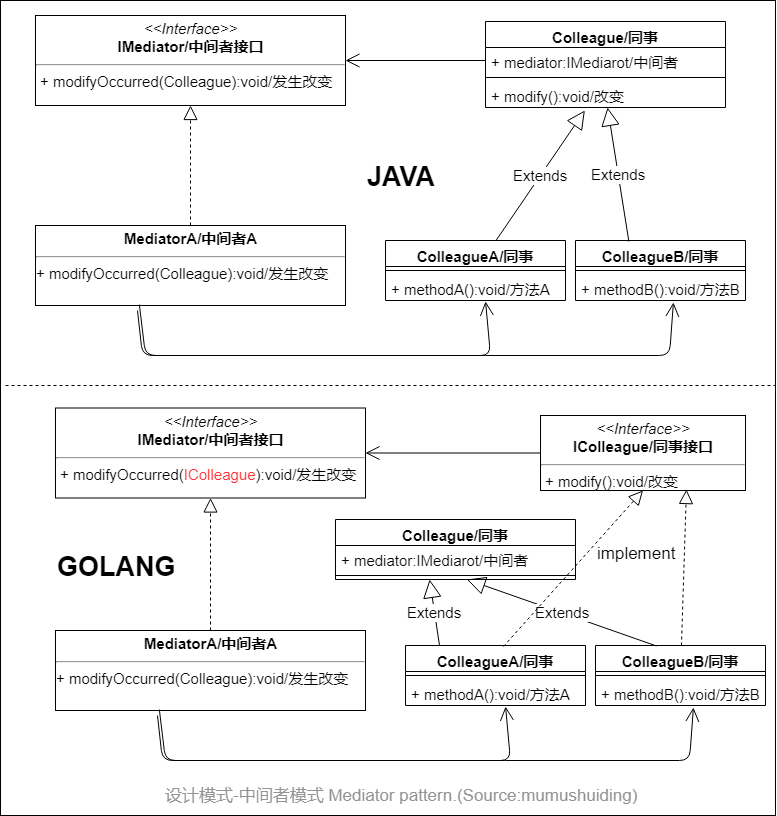 <<Interface>>
IMediator/中间者接口
+ modifyOccurred(Colleague):void/发生改变
Colleague/同事
+ mediator:IMediarot/中间者
+ modify():void/改变
JAVA
Extends
Extends
MediatorA/中间者A
+ modifyOccurred(Colleague):void/发生改变
ColleagueA/同事
+ methodA():void/方法A
ColleagueB/同事
+ methodB():void/方法B
<<Interface>>
IMediator/中间者接口
+ modifyOccurred(IColleague):void/发生改变
<<Interface>>
IColleague/同事接口
+ modify():void/改变
Colleague/同事
+ mediator:IMediarot/中间者
implement
GOLANG
Extends
Extends
MediatorA/中间者A
+ modifyOccurred(Colleague):void/发生改变
ColleagueA/同事
+ methodA():void/方法A
ColleagueB/同事
+ methodB():void/方法B
设计模式-中间者模式 Mediator pattern.(Source:mumushuiding)